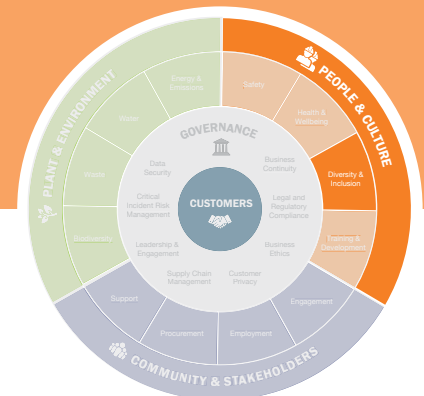 PLANT & ENVIRONMENT
Energy &
Emissions
Waste
Water
Biodiversity
PEOPLE & CULTURE
Safety
Health &
Wellbeing
Diversity &
Inclusion
Training &
Development
COMMUNITY & STAKEHOLDERS
Engagement
Employment
Procurement
Support
GOVERNANCE
Data
Security
Critical
Incident Risk
Management
Leadership &
Engagement
Supply Chain
Management
Customer
Privacy
Business
Ethics
Legal and
Regulatory
Compliance
Business
Continuity
CUSTOMERS